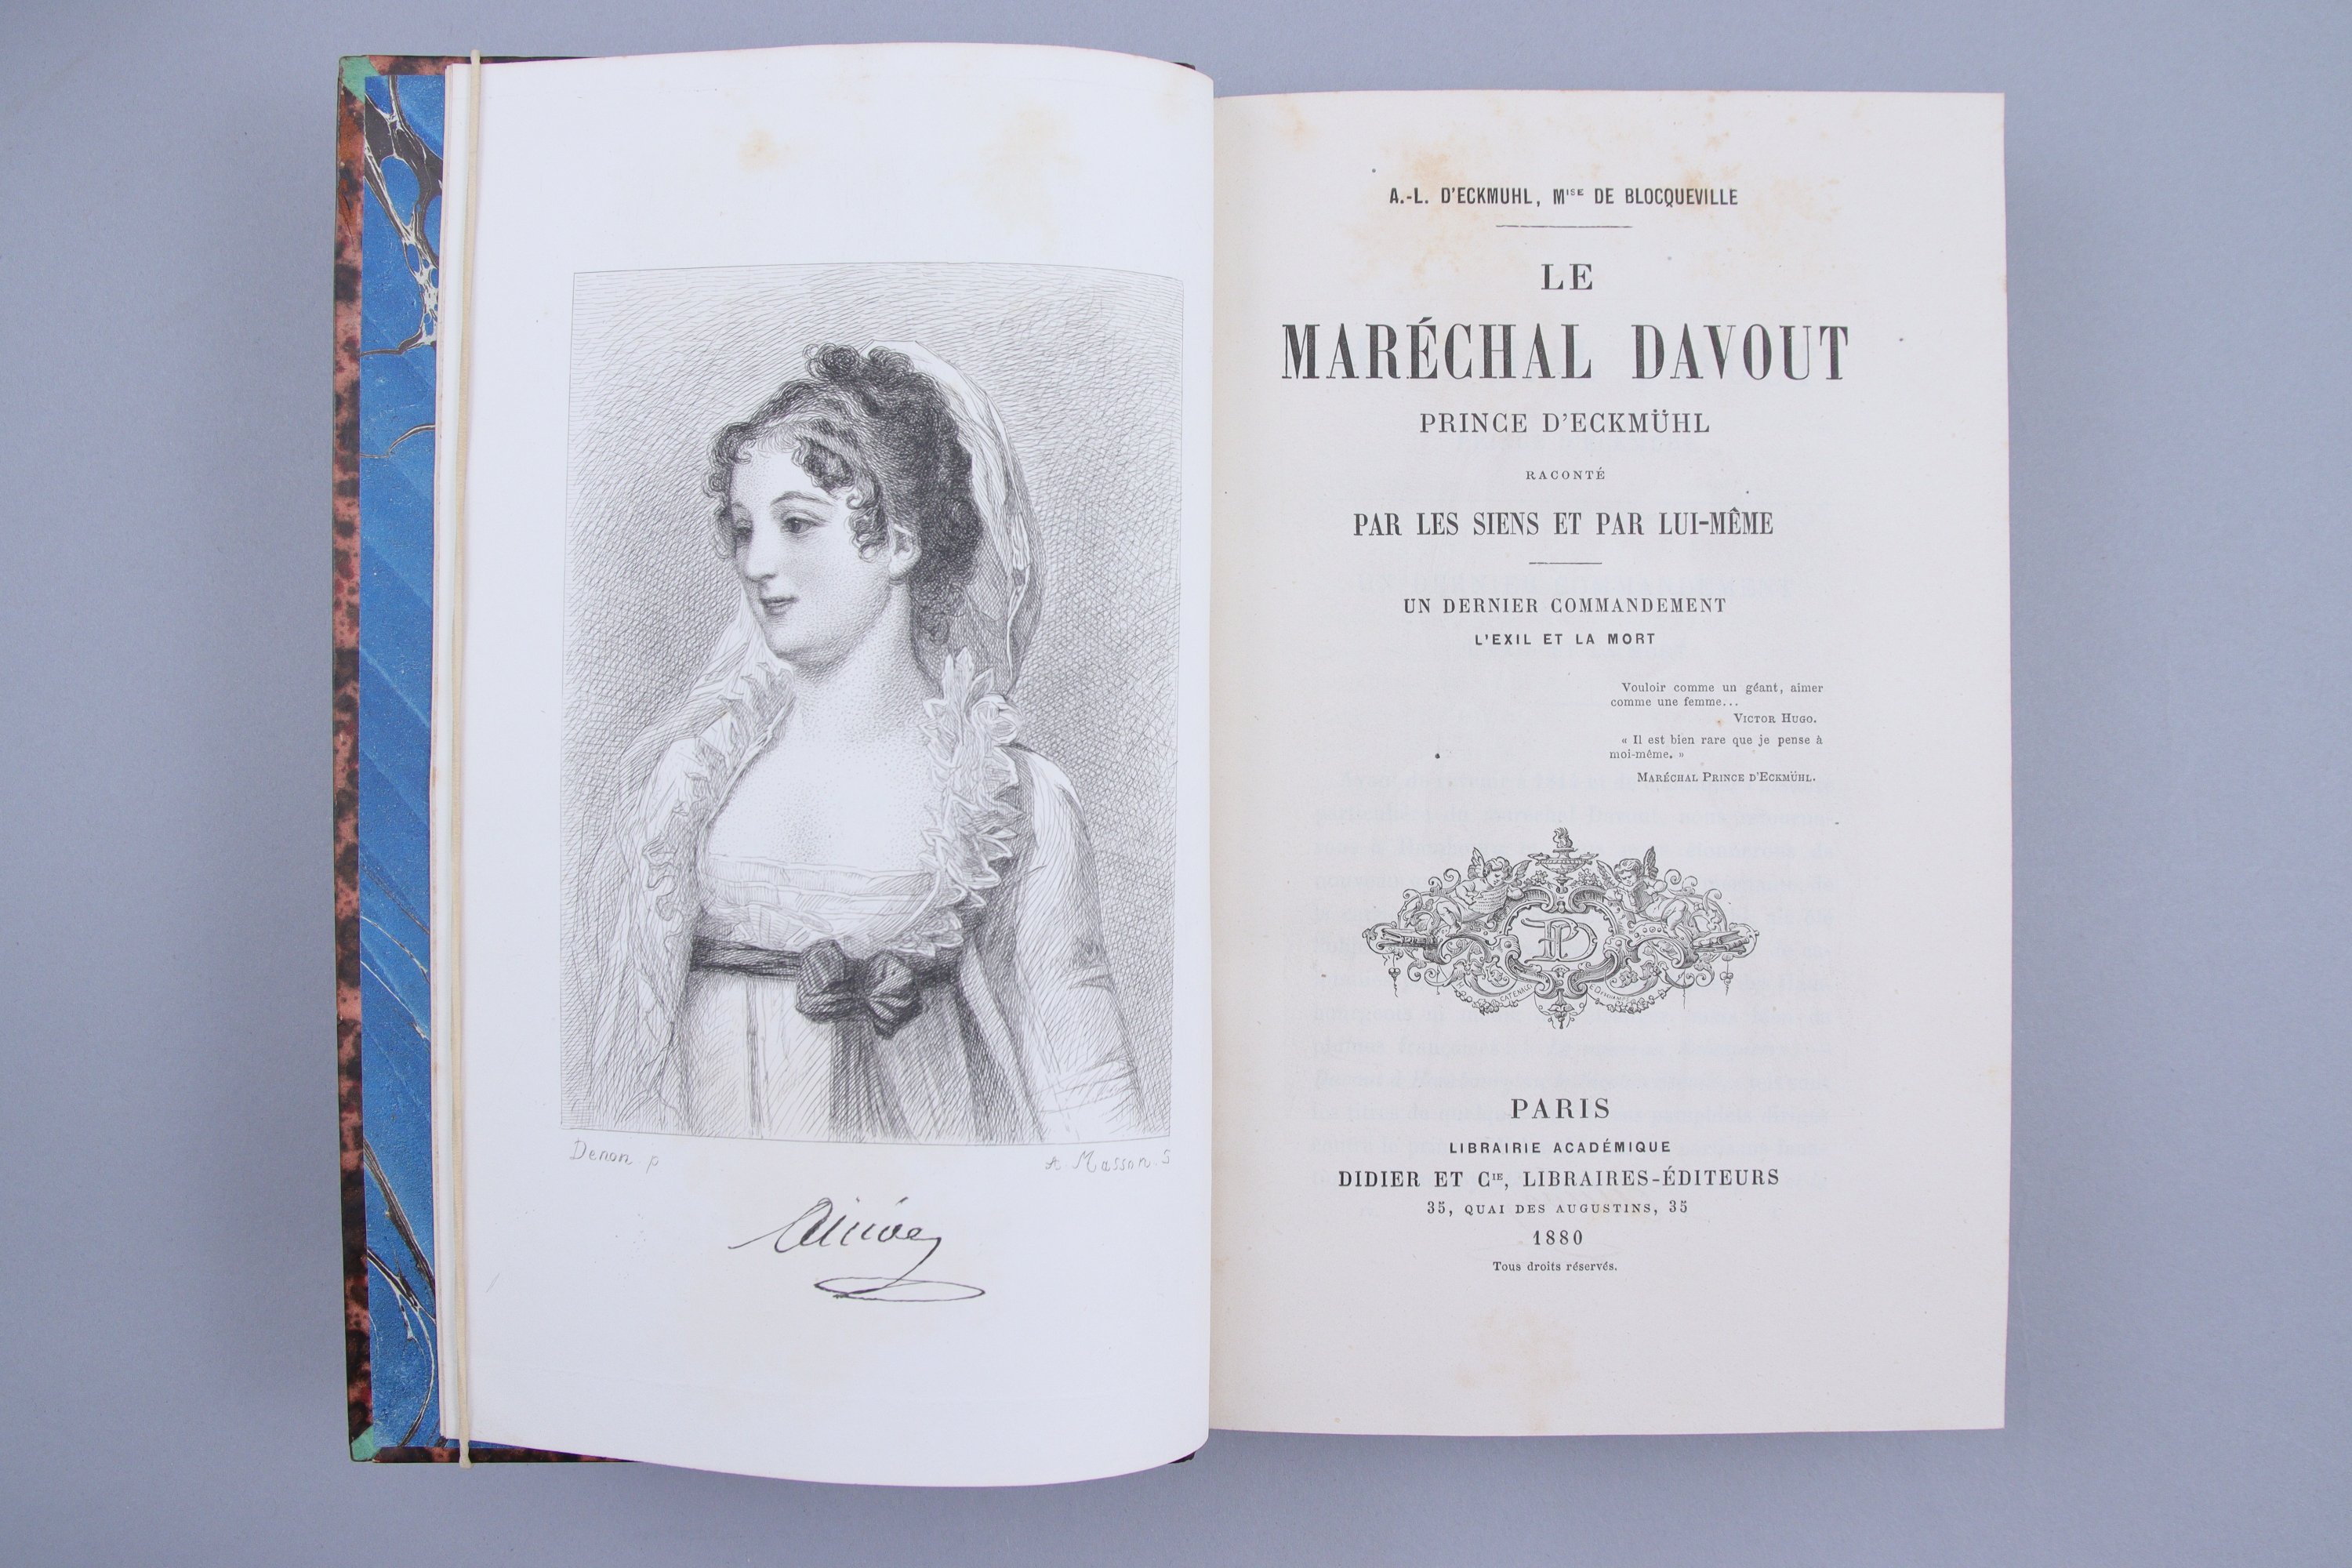 Denon p
A Masson. S
A.-L. D'ECKMUHL, Mise DE BLOCQUEVILLE
LE
MARÉCHAL DAVOUT
PRINCE D'ECKMÜHL
RACONTÉ
PAR LES SIENS ET PAR LUI-MÊME
UN DERNIER COMMANDEMENT
L'EXIL ET LA MORT
Vouloir comme un géant, aimer
comme une femme...
VICTOR HUGO.
« Il est bien rare que je pense à
moi-même. »
MARÉCHAL PRINCE D'ECKMÜHL.
PARIS
LIBRAIRIE ACADÉMIQUE
DIDIER ET CIE, LIBRAIRES-ÉDITEURS
35, QUAI DES AUGUSTINS, 35
1880
Tous droits réservés.